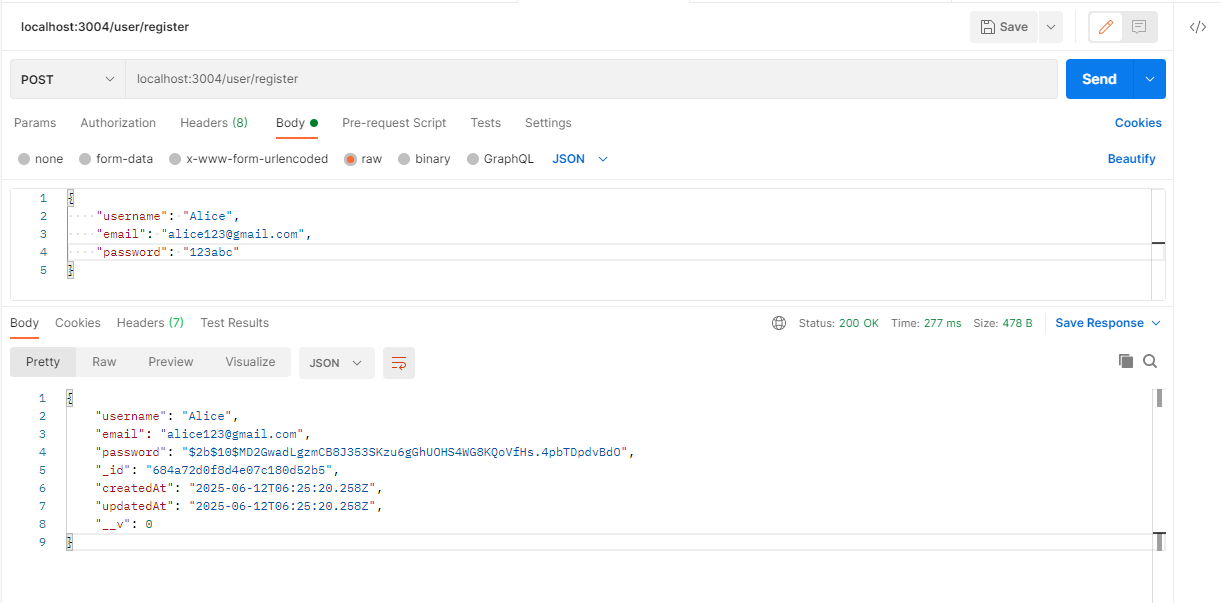 localhost:3004/user/register
Save
POST
localhost:3004/user/register
Send
Params Authorization Headers (8) Body Pre-request Script Tests Settings Cookies
none form-data x-www-form-urlencoded raw binary GraphQL JSON Beautify
1 {
2 "username": "Alice",
3 "email": "alice123@gmail.com",
4 "password": "123abc"
5 }
Body Cookies Headers (7) Test Results Status: 200 OK Time: 277 ms Size: 478 B Save Response
Pretty Raw Preview Visualize JSON
1 {
2 "username": "Alice",
3 "email": "alice123@gmail.com",
4 "password": "$2b$10$MD2GwadLgzmCB8J353SKzu6gGhUOHS4WG8KQoVfHs.4pbTDpdvBdO",
5 "_id": "684a72d0f8d4e07c180d52b5",
6 "createdAt": "2025-06-12T06:25:20.258Z",
7 "updatedAt": "2025-06-12T06:25:20.258Z",
8 "__v": 0
9 }